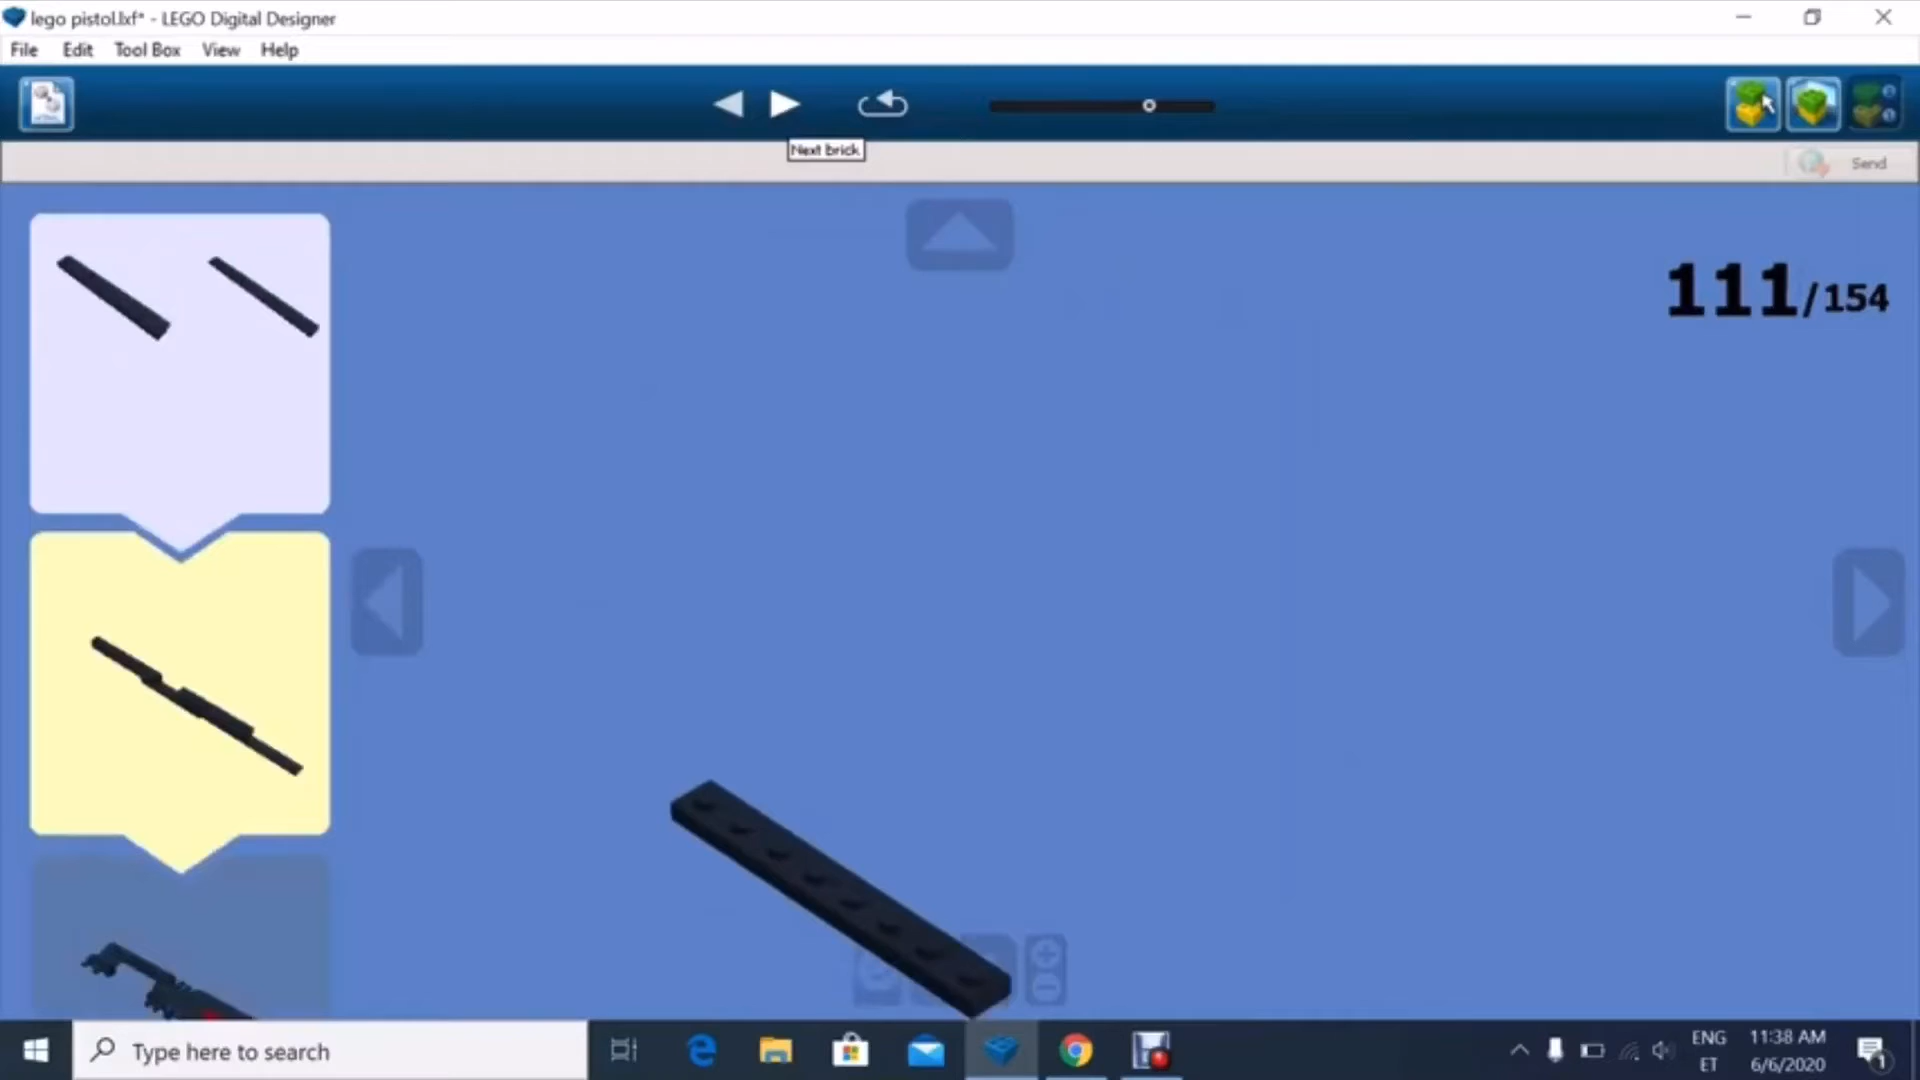 lego pistol.lxf* - LEGO Digital Designer
File Edit Tool Box View Help
Next brick
Send
111/154
Type here to search
ENG
ET
11:38 AM
6/6/2020
1